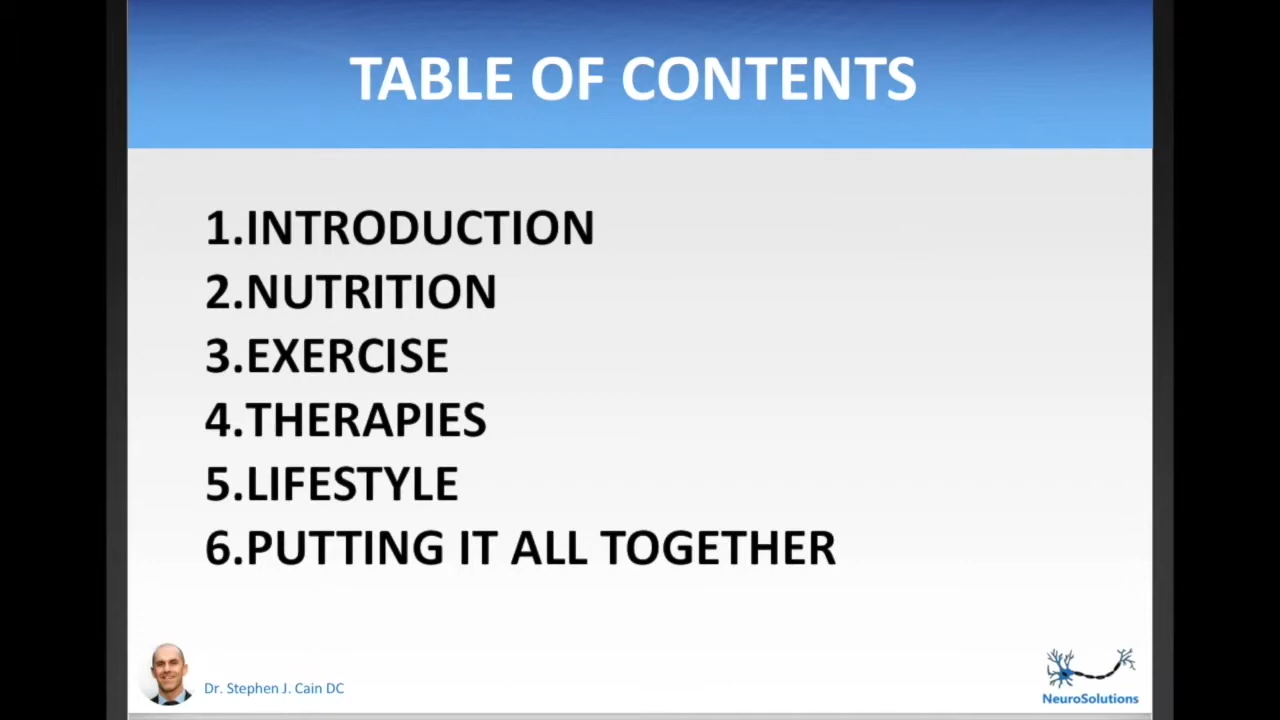 TABLE OF CONTENTS
1.INTRODUCTION
2.NUTRITION
3.EXERCISE
4.THERAPIES
5.LIFESTYLE
6.PUTTING IT ALL TOGETHER
Dr. Stephen J. Cain DC
NeuroSolutions